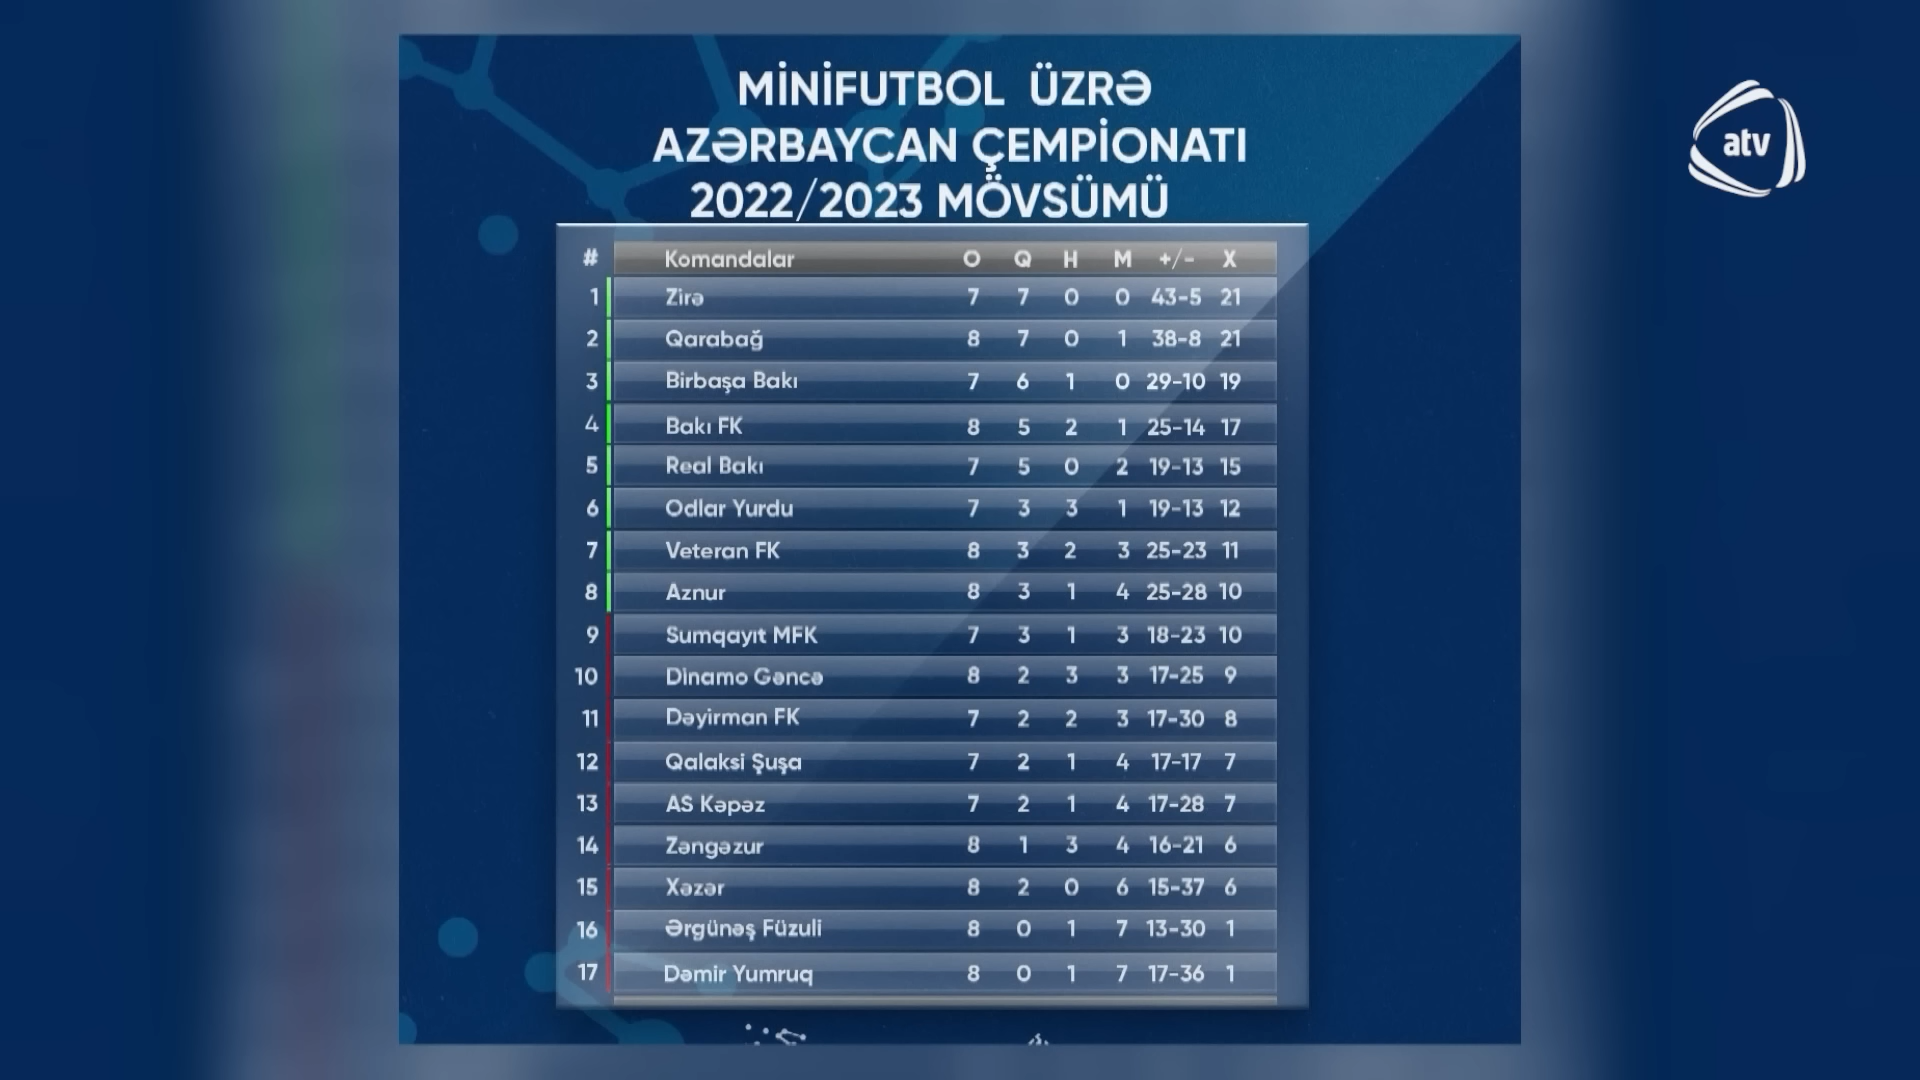 MİNİFUTBOL ÜZRƏ
AZƏRBAYCAN ÇEMPİONATI
2022/2023 MÖVSÜMÜ
atv
# Komandalar O Q H M +/- X
1 Zirə 7 7 0 0 43-5 21
2 Qarabağ 8 7 0 1 38-8 21
3 Birbaşa Bakı 7 6 1 0 29-10 19
4 Bakı FK 8 5 2 1 25-14 17
5 Real Bakı 7 5 0 2 19-13 15
6 Odlar Yurdu 7 3 3 1 19-13 12
7 Veteran FK 8 3 2 3 25-23 11
8 Aznur 8 3 1 4 25-28 10
9 Sumqayıt MFK 7 3 1 3 18-23 10
10 Dinamo Gəncə 8 2 3 3 17-25 9
11 Dəyirman FK 7 2 2 3 17-30 8
12 Qalaksi Şuşa 7 2 1 4 17-17 7
13 AS Kəpəz 7 2 1 4 17-28 7
14 Zəngəzur 8 1 3 4 16-21 6
15 Xəzər 8 2 0 6 15-37 6
16 Ərgünəş Füzuli 8 0 1 7 13-30 1
17 Dəmir Yumruq 8 0 1 7 17-36 1